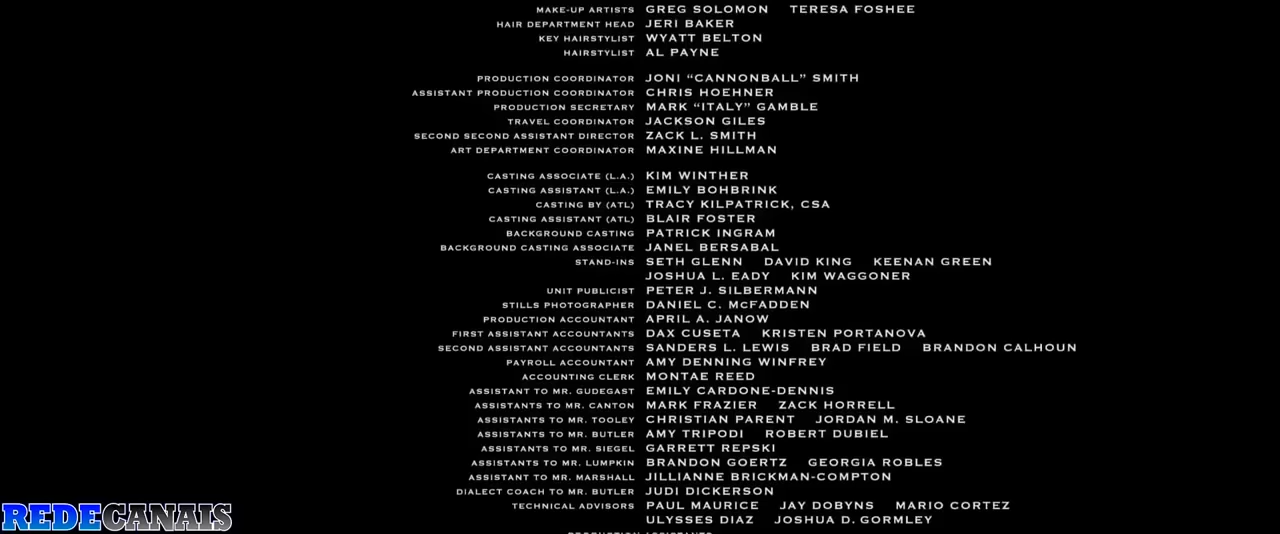 MAKE-UP ARTISTS GREG SOLOMON TERESA FOSHEE
HAIR DEPARTMENT HEAD JERI BAKER
KEY HAIRSTYLIST WYATT BELTON
HAIRSTYLIST AL PAYNE
PRODUCTION COORDINATOR JONI “CANNONBALL” SMITH
ASSISTANT PRODUCTION COORDINATOR CHRIS HOEHNER
PRODUCTION SECRETARY MARK “ITALY” GAMBLE
TRAVEL COORDINATOR JACKSON GILES
SECOND SECOND ASSISTANT DIRECTOR ZACK L. SMITH
ART DEPARTMENT COORDINATOR MAXINE HILLMAN
CASTING ASSOCIATE (L.A.) KIM WINTHER
CASTING ASSISTANT (L.A.) EMILY BOHBRINK
CASTING BY (ATL) TRACY KILPATRICK, CSA
CASTING ASSISTANT (ATL) BLAIR FOSTER
BACKGROUND CASTING PATRICK INGRAM
BACKGROUND CASTING ASSOCIATE JANEL BERSABAL
STAND-INS SETH GLENN DAVID KING KEENAN GREEN
JOSHUA L. EADY KIM WAGGONER
UNIT PUBLICIST PETER J. SILBERMANN
STILLS PHOTOGRAPHER DANIEL C. McFADDEN
PRODUCTION ACCOUNTANT APRIL A. JANOW
FIRST ASSISTANT ACCOUNTANTS DAX CUSETA KRISTEN PORTANOVA
SECOND ASSISTANT ACCOUNTANTS SANDERS L. LEWIS BRAD FIELD BRANDON CALHOUN
PAYROLL ACCOUNTANT AMY DENNING WINFREY
ACCOUNTING CLERK MONTAE REED
ASSISTANT TO MR. GUDEGAST EMILY CARDONE-DENNIS
ASSISTANTS TO MR. CANTON MARK FRAZIER ZACK HORRELL
ASSISTANTS TO MR. TOOLEY CHRISTIAN PARENT JORDAN M. SLOANE
ASSISTANTS TO MR. BUTLER AMY TRIPODI ROBERT DUBIEL
ASSISTANTS TO MR. SIEGEL GARRETT REPSKI
ASSISTANTS TO MR. LUMPKIN BRANDON GOERTZ GEORGIA ROBLES
ASSISTANT TO MR. MARSHALL JILLIANNE BRICKMAN-COMPTON
DIALECT COACH TO MR. BUTLER JUDI DICKERSON
TECHNICAL ADVISORS PAUL MAURICE JAY DOBYNS MARIO CORTEZ
ULYSSES DIAZ JOSHUA D. GORMLEY
PRODUCTION ASSISTANTS
REDECANAIS